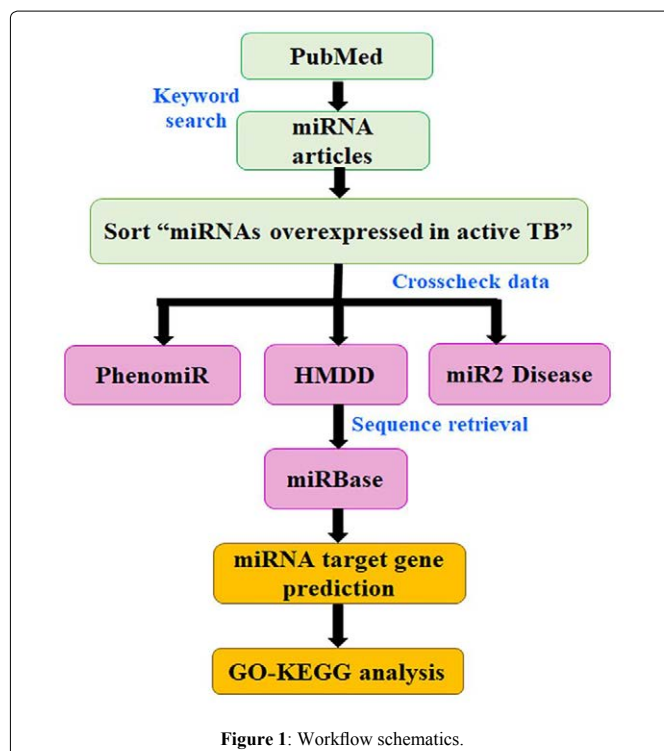 PubMed
Keyword
search
miRNA
articles
Sort “miRNAs overexpressed in active TB”
Crosscheck data
PhenomiR
HMDD
miR2 Disease
Sequence retrieval
miRBase
miRNA target gene
prediction
GO-KEGG analysis
Figure 1: Workflow schematics.